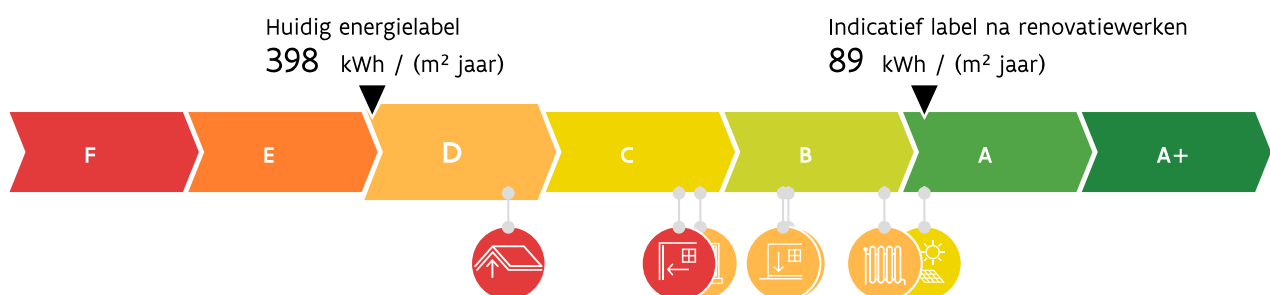 Huidig energielabel
398 kWh / (m² jaar)
Indicatief label na renovatiewerken
89 kWh / (m² jaar)
F E D C B A A+